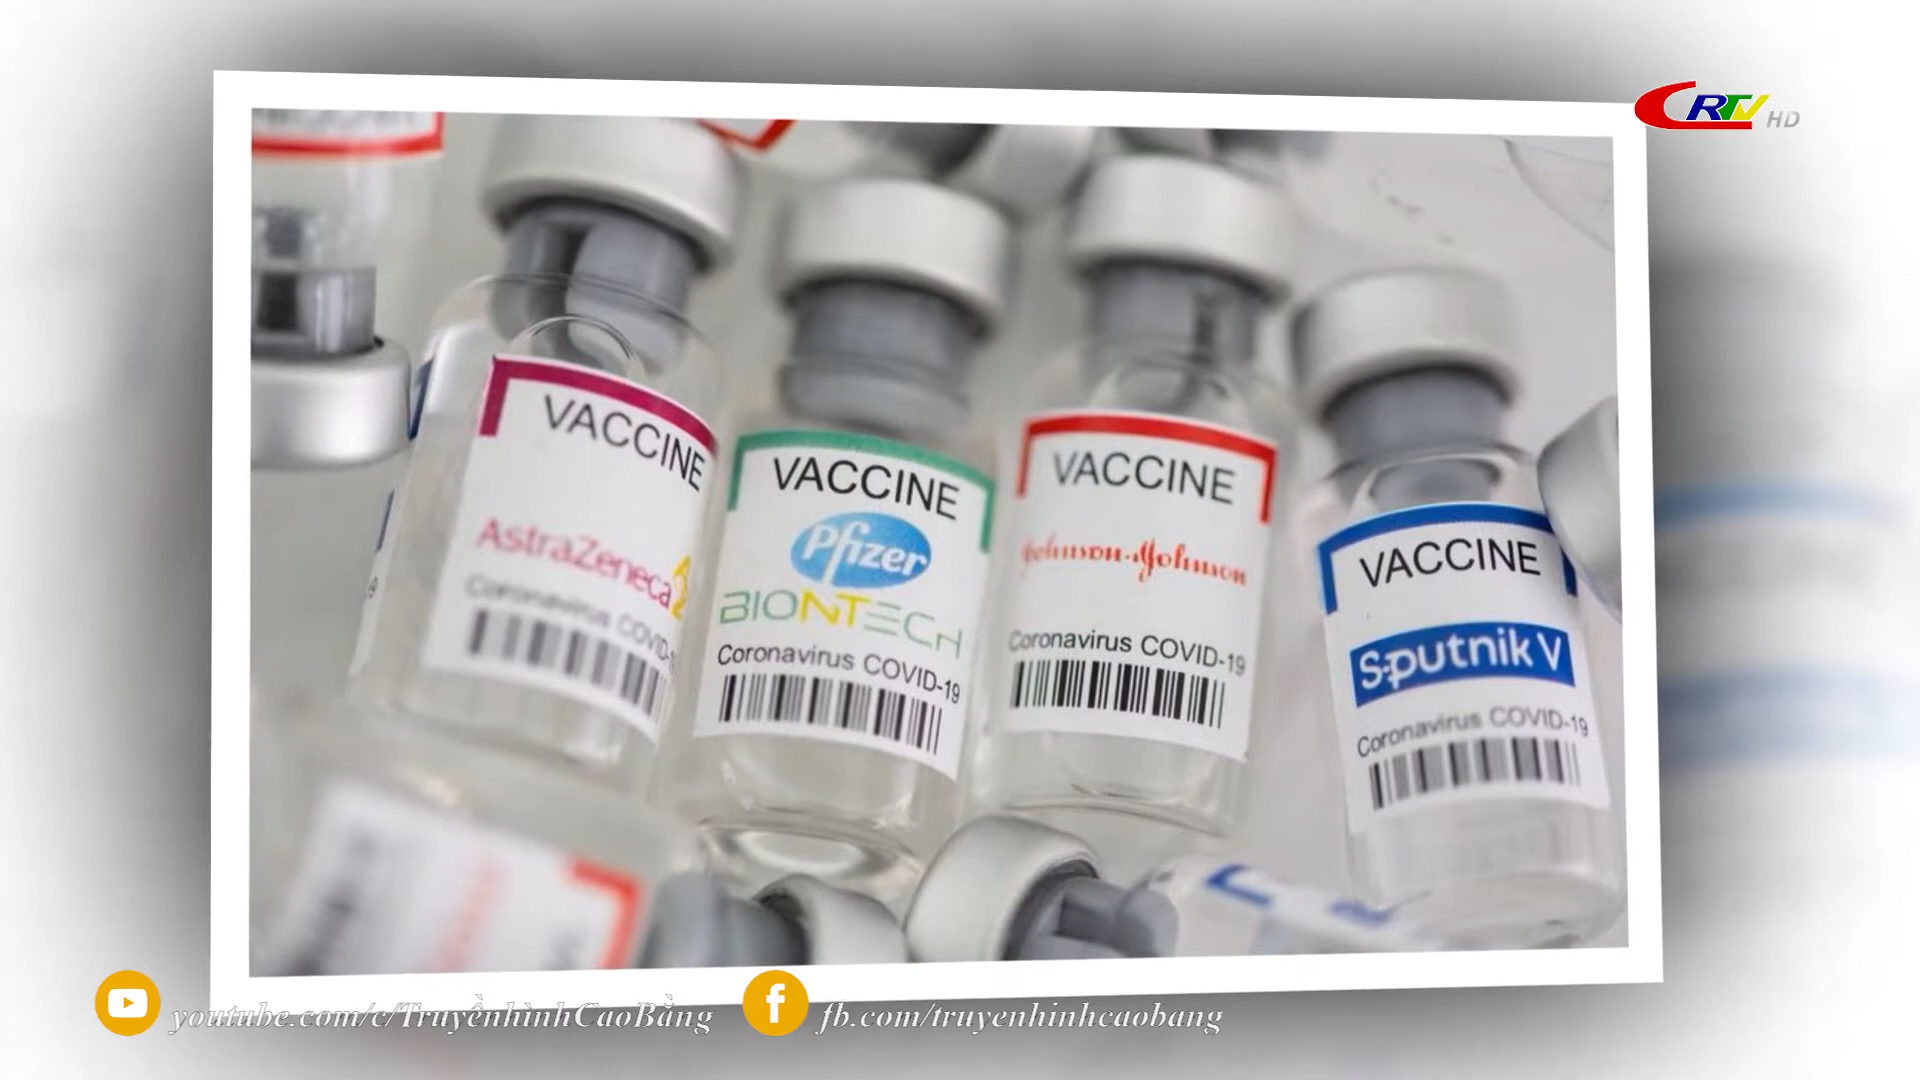 CRTV HD
VACCINE
AstraZeneca
Coronavirus COVID-19
VACCINE
Pfizer
BIONTECH
Coronavirus COVID-19
VACCINE
Johnson & Johnson
Coronavirus COVID-19
VACCINE
Sputnik V
Coronavirus COVID-19
youtube.com/c/TruyềnhìnhCaoBằng
fb.com/truyenhinhcaobang